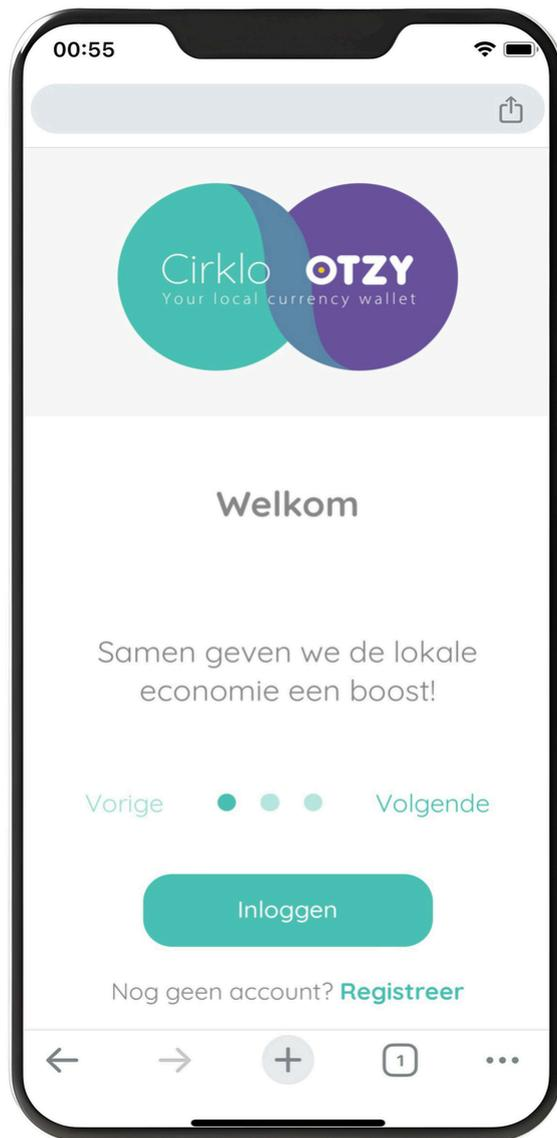 00:55
Cirklo OTZY
Your local currency wallet
Welkom
Samen geven we de lokale
economie een boost!
Vorige Volgende
Inloggen
Nog geen account? Registreer
1